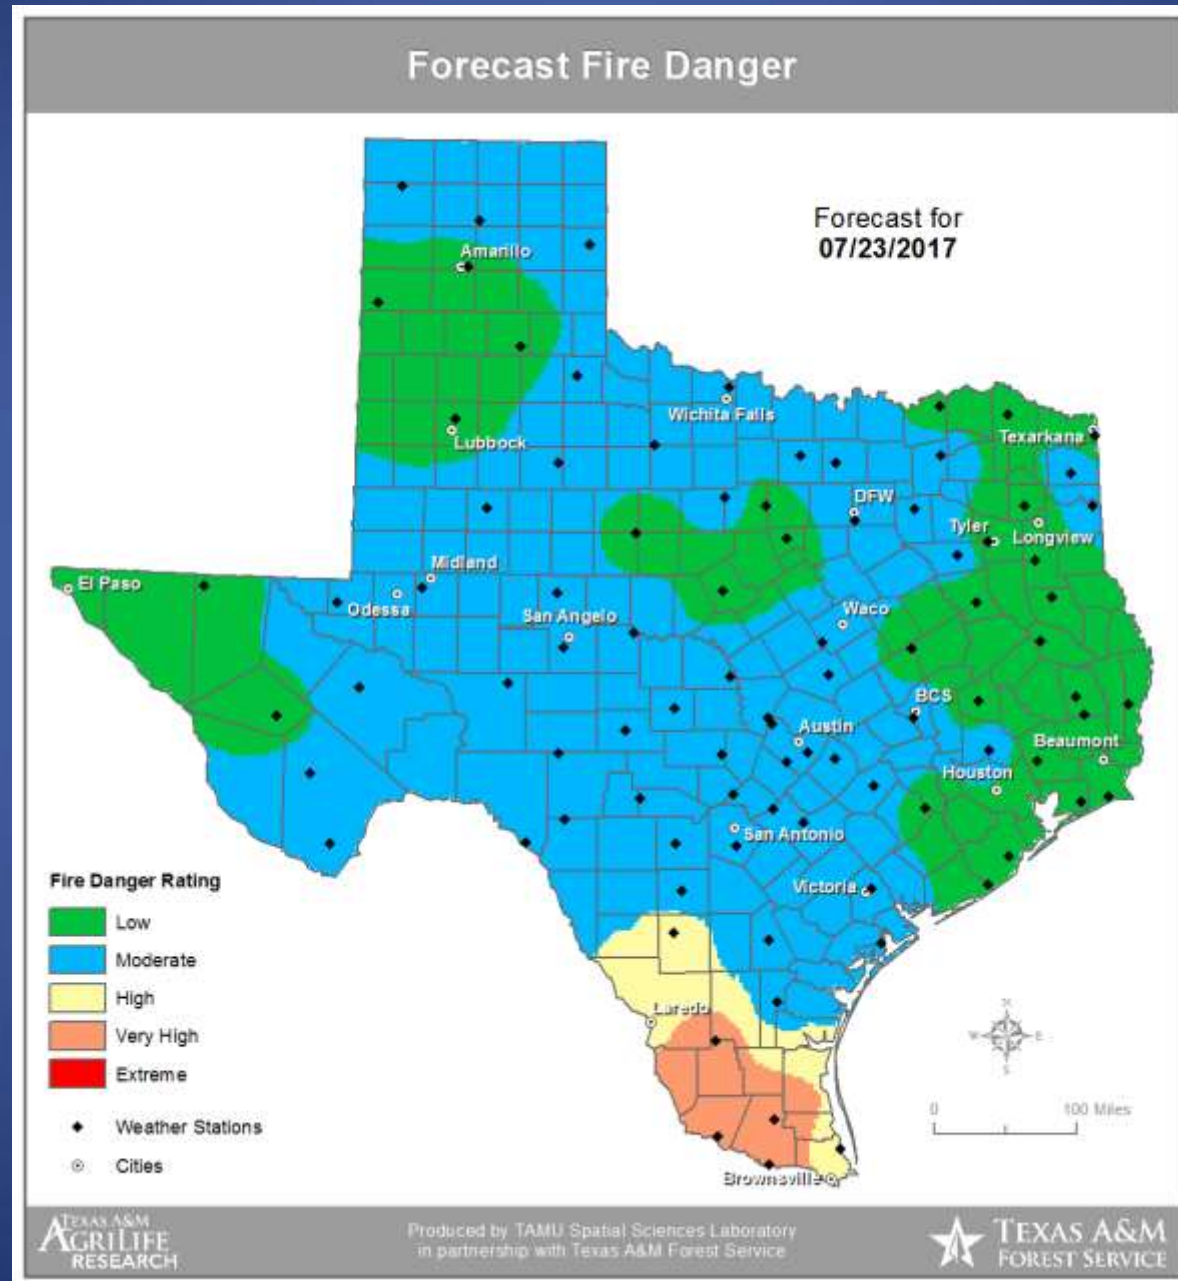 Forecast Fire Danger
Forecast for
07/23/2017
Amarillo
Wichita Falls
Lubbock
Texarkana
DFW
Tyler
Longview
El Paso
Midland
Odessa
San Angelo
Waco
BCS
Austin
Beaumont
Houston
San Antonio
Victoria
Laredo
Brownsville
Fire Danger Rating
Low
Moderate
High
Very High
Extreme
Weather Stations
Cities
N
W E
S
0 100 Miles
TEXAS A&M
AGRILIFE
RESEARCH
Produced by TAMU Spatial Sciences Laboratory
in partnership with Texas A&M Forest Service
TEXAS A&M
FOREST SERVICE